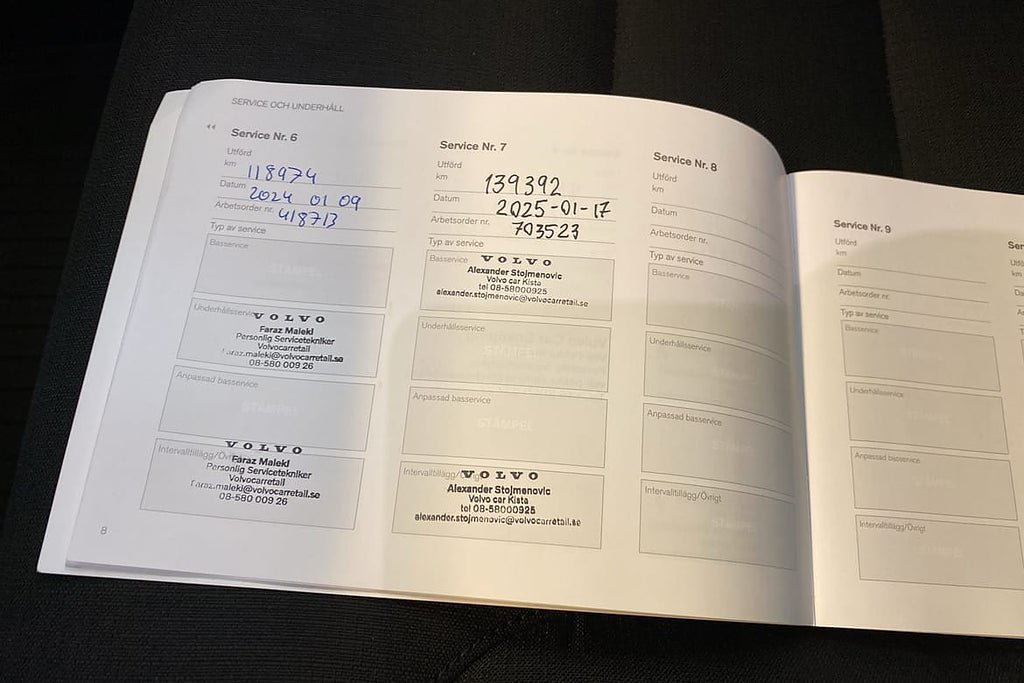 SERVICE OCH UNDERHÅLL
Service Nr. 6
Utförd
km 118974
Datum 2024 01 09
Arbetsorder nr. 418713
Typ av service
Basservice
STÄMPEL
Underhållsservice
VOLVO
Faraz Maleki
Personlig Servicetekniker
Volvocarretail
faraz.maleki@volvocarretail.se
08-580 009 26
Anpassad basservice
STÄMPEL
Intervalltillägg/Övrigt
VOLVO
Faraz Maleki
Personlig Servicetekniker
Volvocarretail
faraz.maleki@volvocarretail.se
08-580 009 26
8
Service Nr. 7
Utförd
km 139392
Datum 2025-01-17
Arbetsorder nr. 703523
Typ av service
Basservice
VOLVO
Alexander Stojmenovic
Volvo car Kista
tel 08-58000925
alexander.stojmenovic@volvocarretail.se
Underhållsservice
STÄMPEL
Anpassad basservice
STÄMPEL
Intervalltillägg/Övrigt
VOLVO
Alexander Stojmenovic
Volvo car Kista
tel 08-58000925
alexander.stojmenovic@volvocarretail.se
Service Nr. 8
Utförd
km
Datum
Arbetsorder nr.
Typ av service
Basservice
Underhållsservice
Anpassad basservice
Intervalltillägg/Övrigt
Service Nr. 9
Utförd
km
Datum
Arbetsorder nr.
Typ av service
Basservice
Underhållsservice
Anpassad basservice
Intervalltillägg/Övrigt